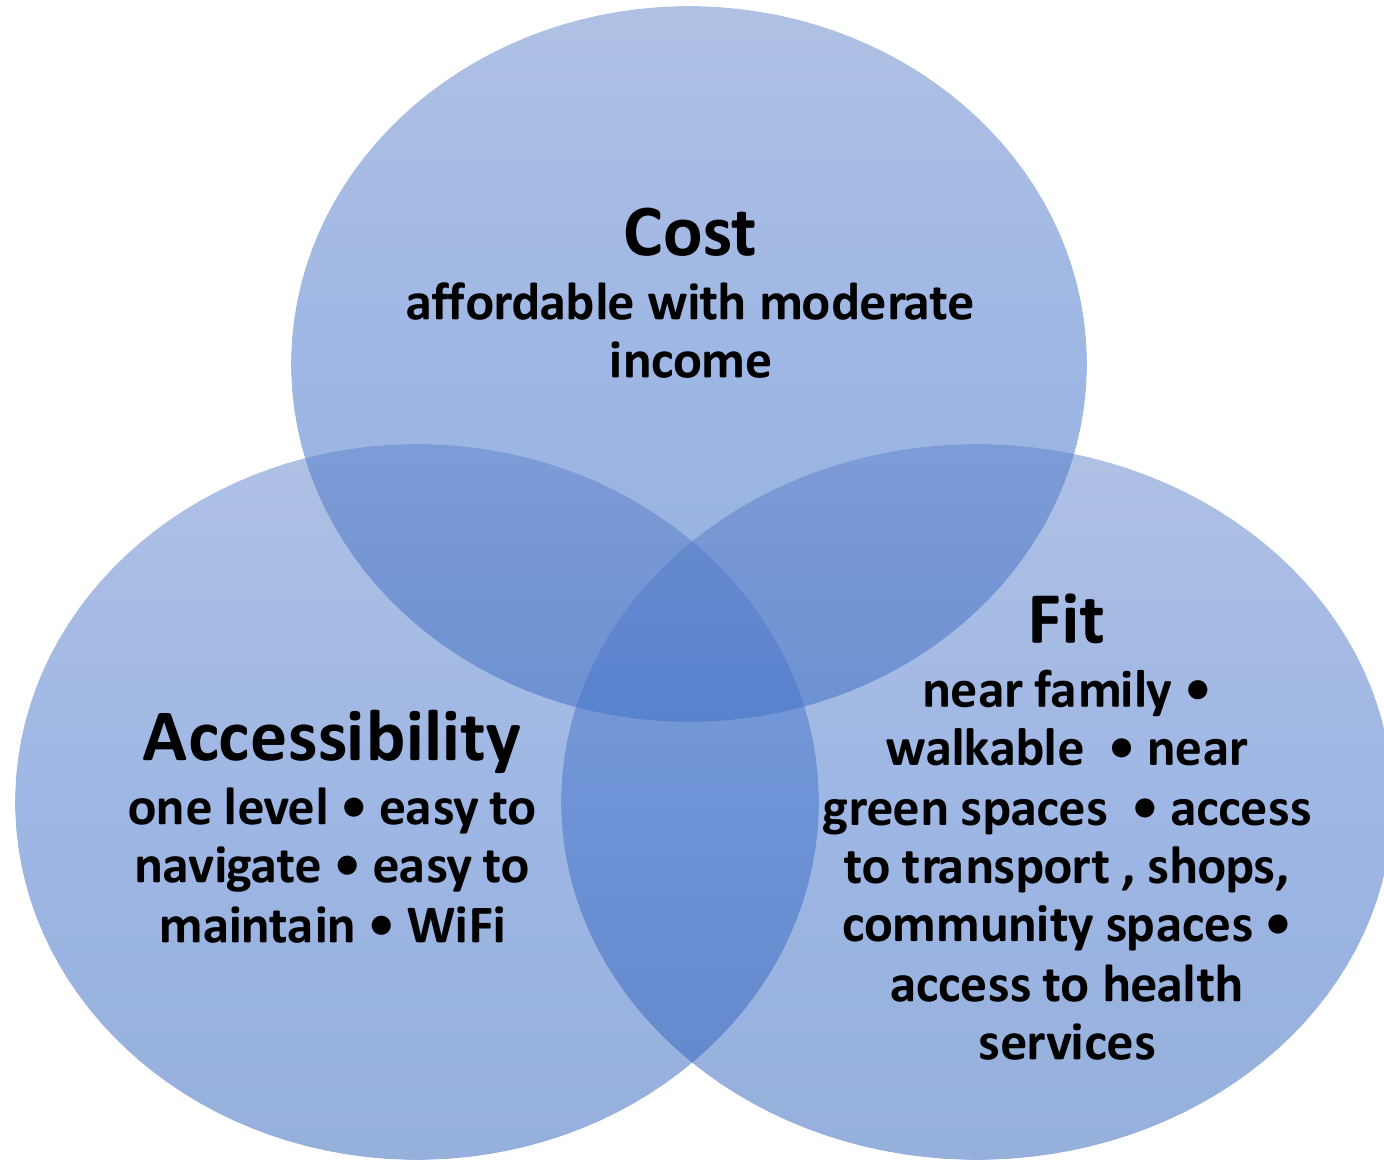 Cost
affordable with moderate
income
Accessibility
one level • easy to
navigate • easy to
maintain • WiFi
Fit
near family •
walkable • near
green spaces • access
to transport , shops,
community spaces •
access to health
services